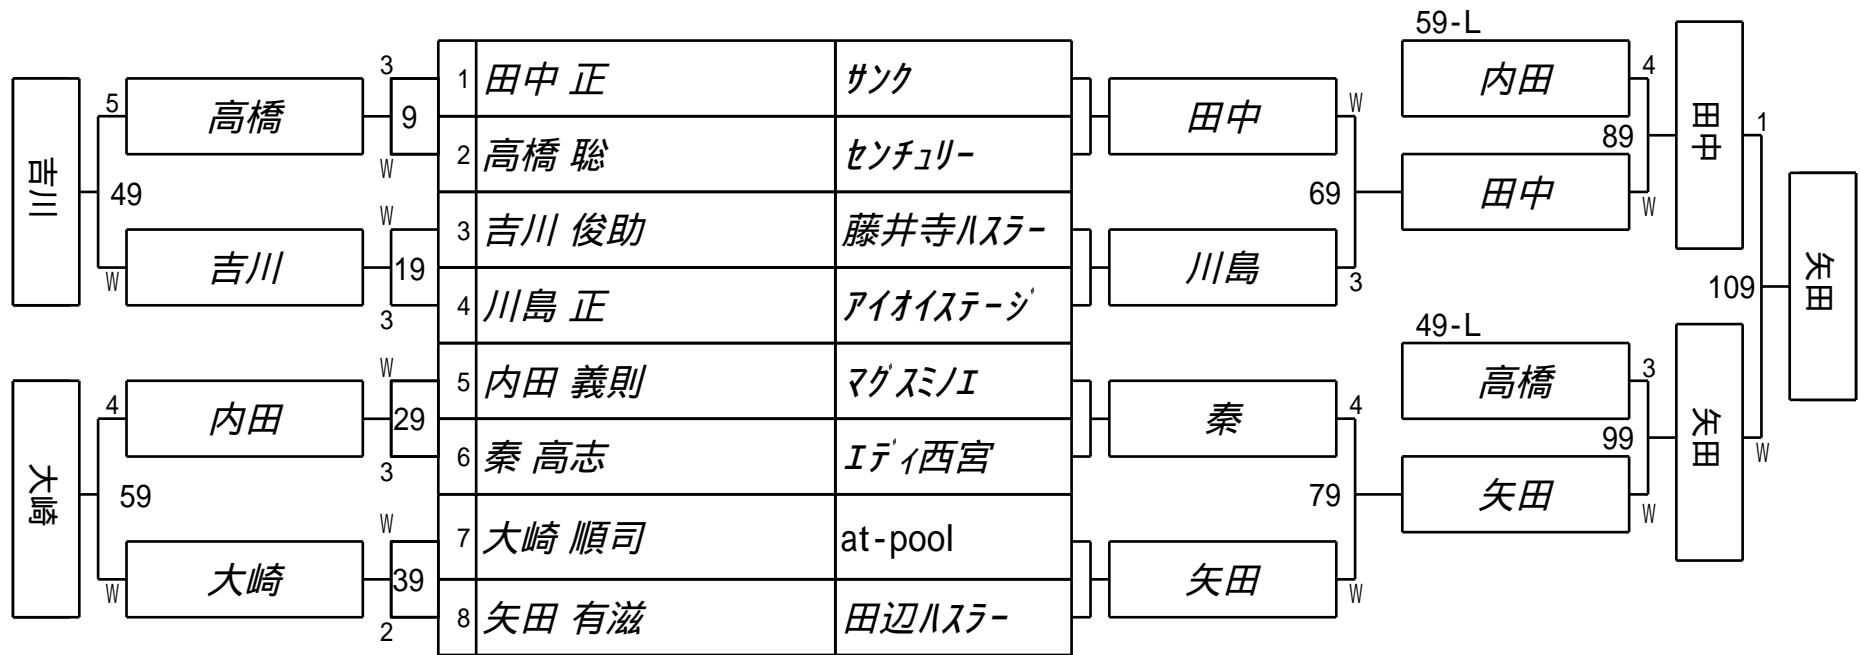 59-L
3
1 田中 正 サンク
内田
4
5
高橋
9
田中
W
田中
1
2 高橋 聡 センチュリー
89
W
吉川
49
69
田中
W
W
3 吉川 俊助 藤井寺ハスラー
吉川
19
川島
3
矢田
W
4 川島 正 アイオイステージ
109
3
49-L
W
5 内田 義則 マグスミノエ
高橋
3
4
内田
29
秦
4
矢田
W
6 秦 高志 エディ西宮
99
3
大崎
59
79
矢田
W
W
7 大崎 順司 at-pool
大崎
39
矢田
W
W
8 矢田 有滋 田辺ハスラー
2